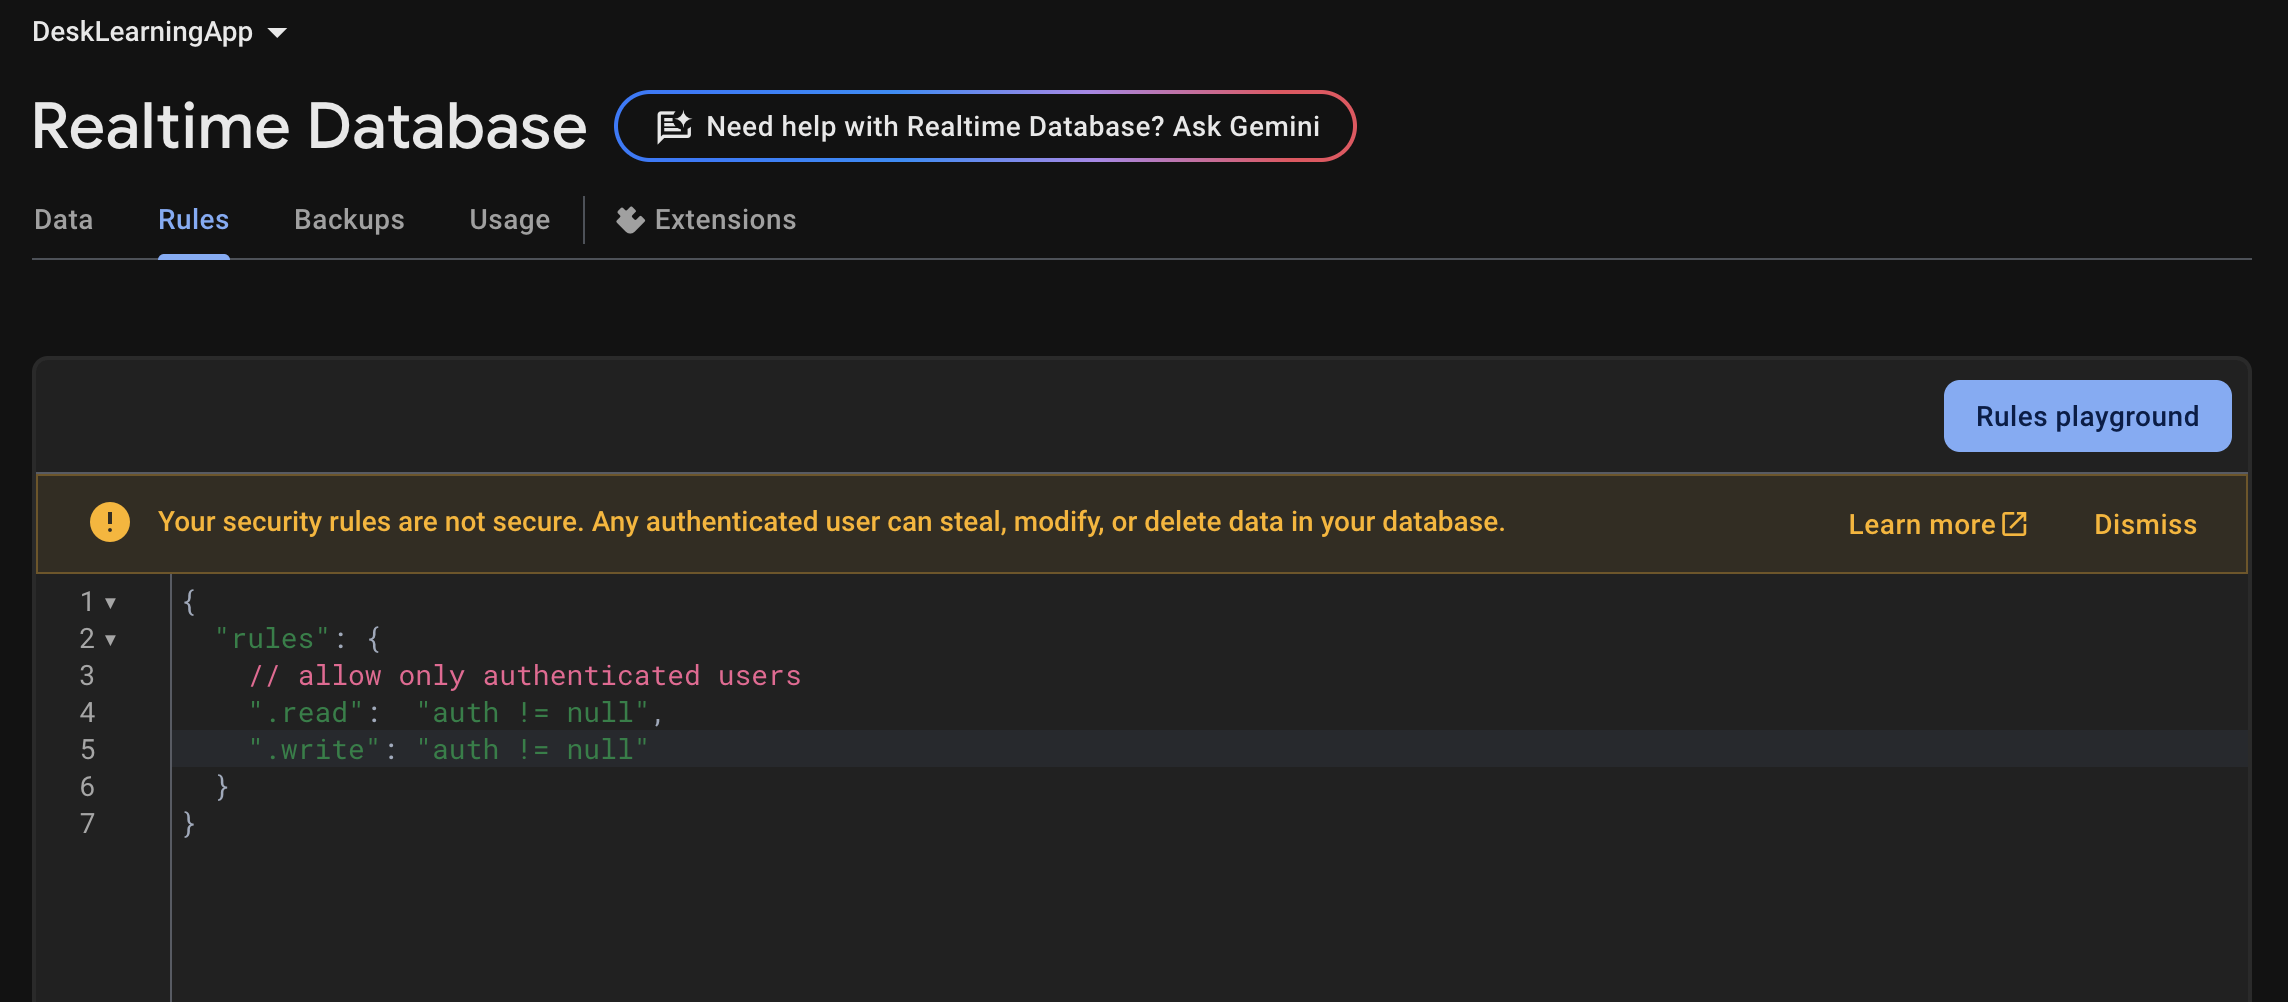 DeskLearningApp
Realtime Database
Need help with Realtime Database? Ask Gemini
Data Rules Backups Usage Extensions
Rules playground
Your security rules are not secure. Any authenticated user can steal, modify, or delete data in your database. Learn more Dismiss
1 {
2 "rules": {
3 // allow only authenticated users
4 ".read": "auth != null",
5 ".write": "auth != null"
6 }
7 }